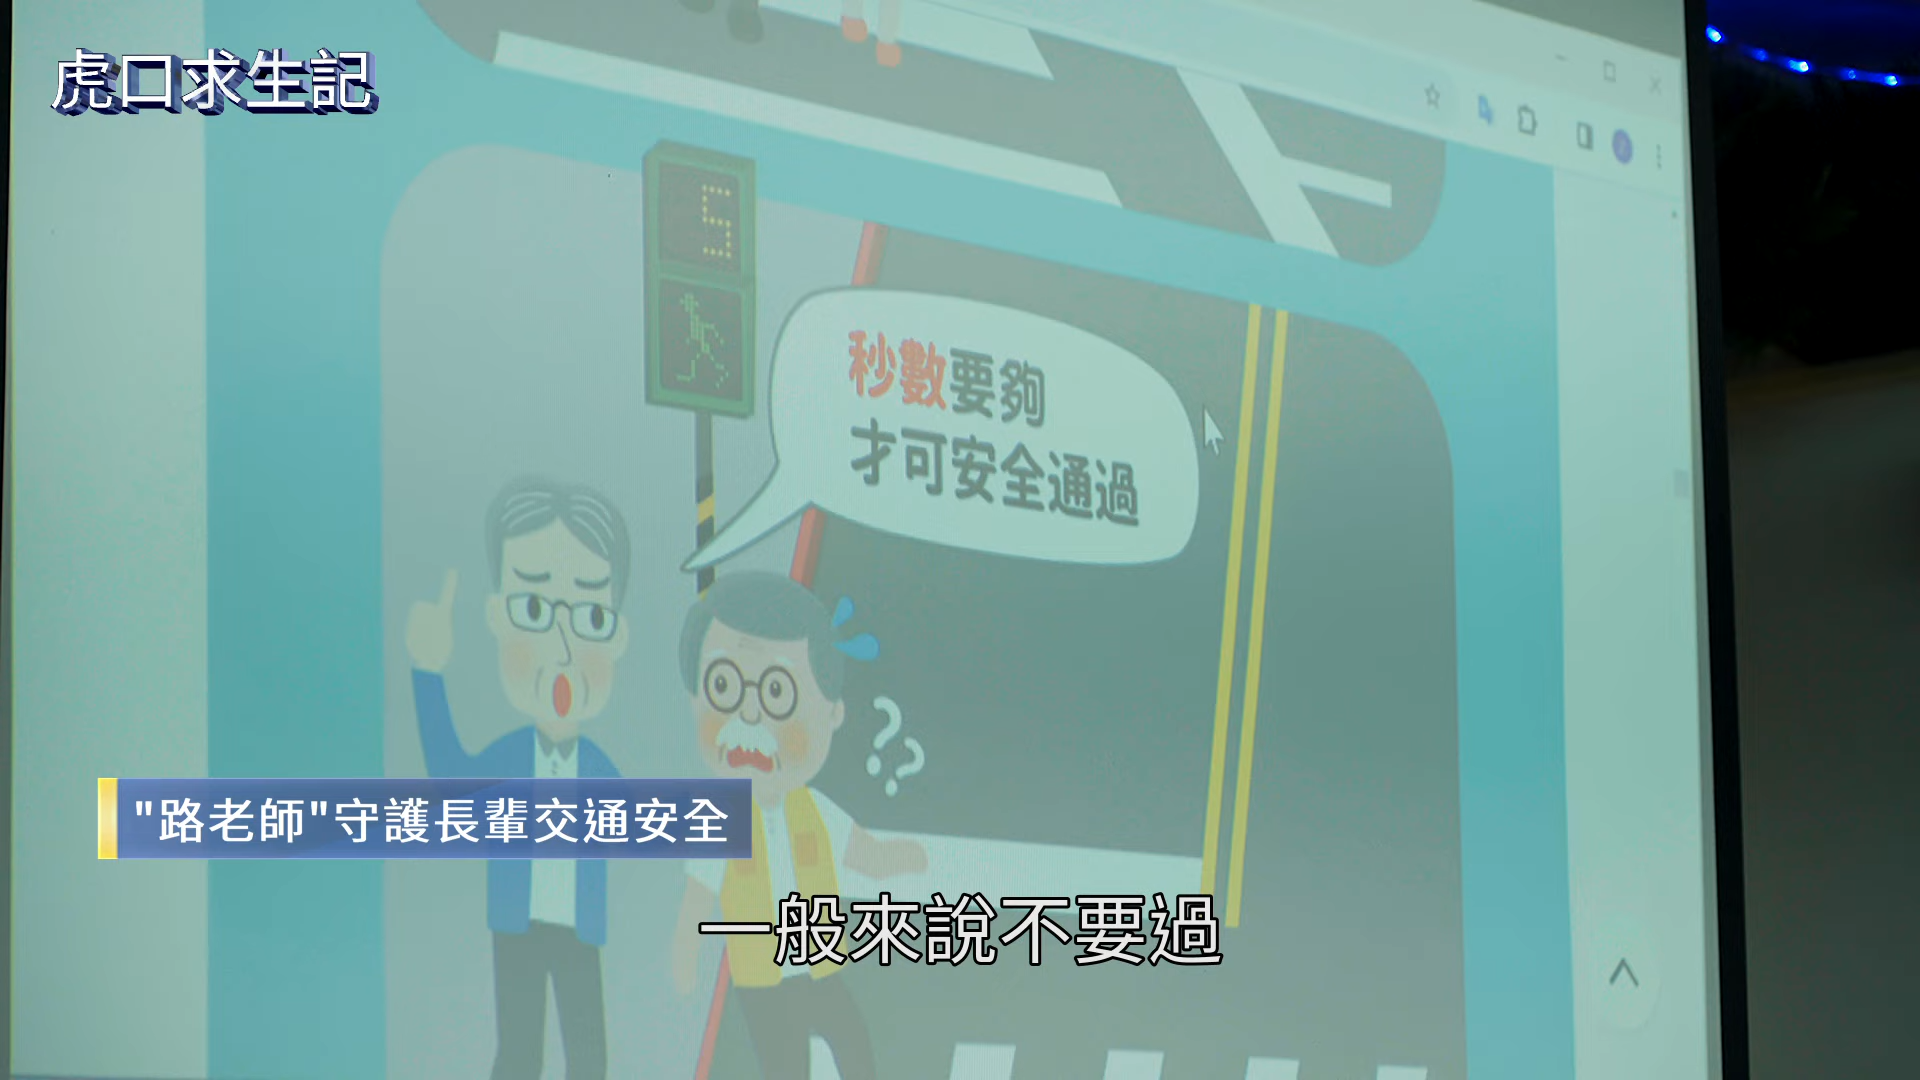 虎口求生記
5
秒數要夠
才可安全通過
??
"路老師"守護長輩交通安全
一般來說不要過